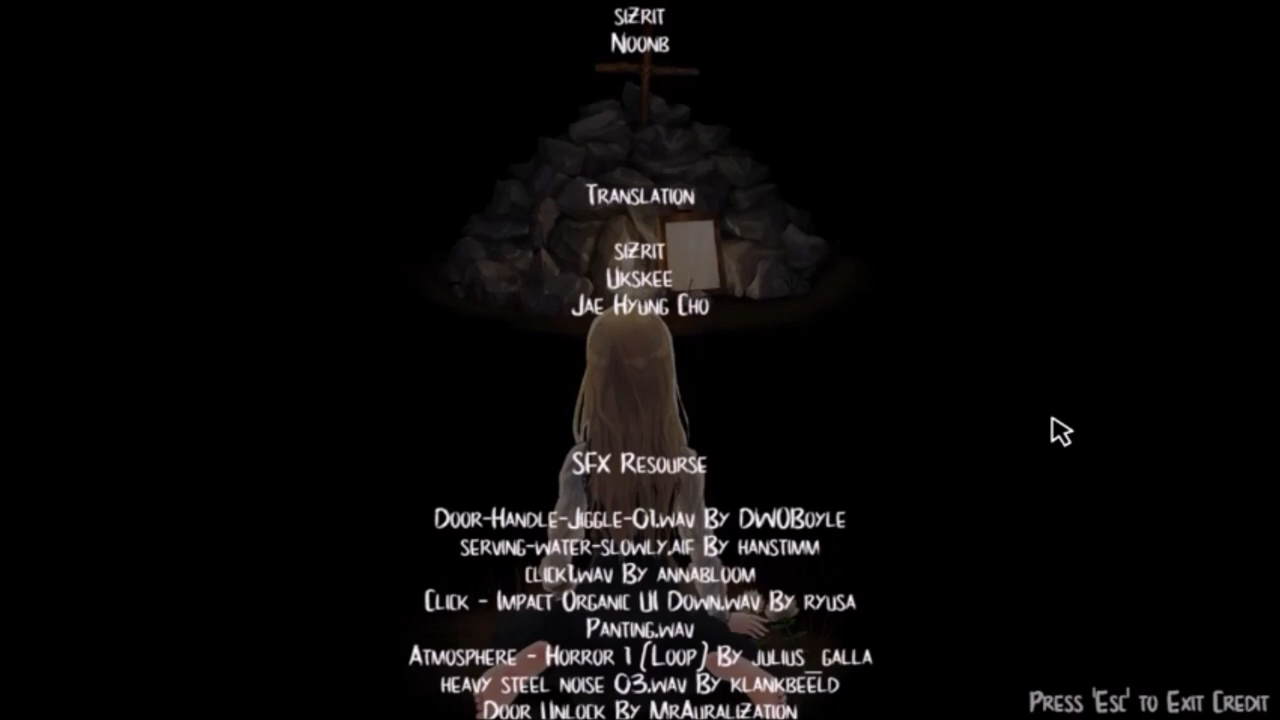 sizrit
Noonb
Translation
sizrit
Ukskee
Jae Hyung Cho
SFX Resourse
Door-Handle-Jiggle-01.wav By DWOBoyle
serving-water-slowly.aif By hanstimm
click1.wav By annabloom
Click - Impact Organic UI Down.wav By ryusa
Panting.wav
Atmosphere - Horror 1 (Loop) By julius_galla
heavy steel noise 03.wav By klankbeeld
Door Unlock By MrAuralization
Press 'Esc' to Exit Credit